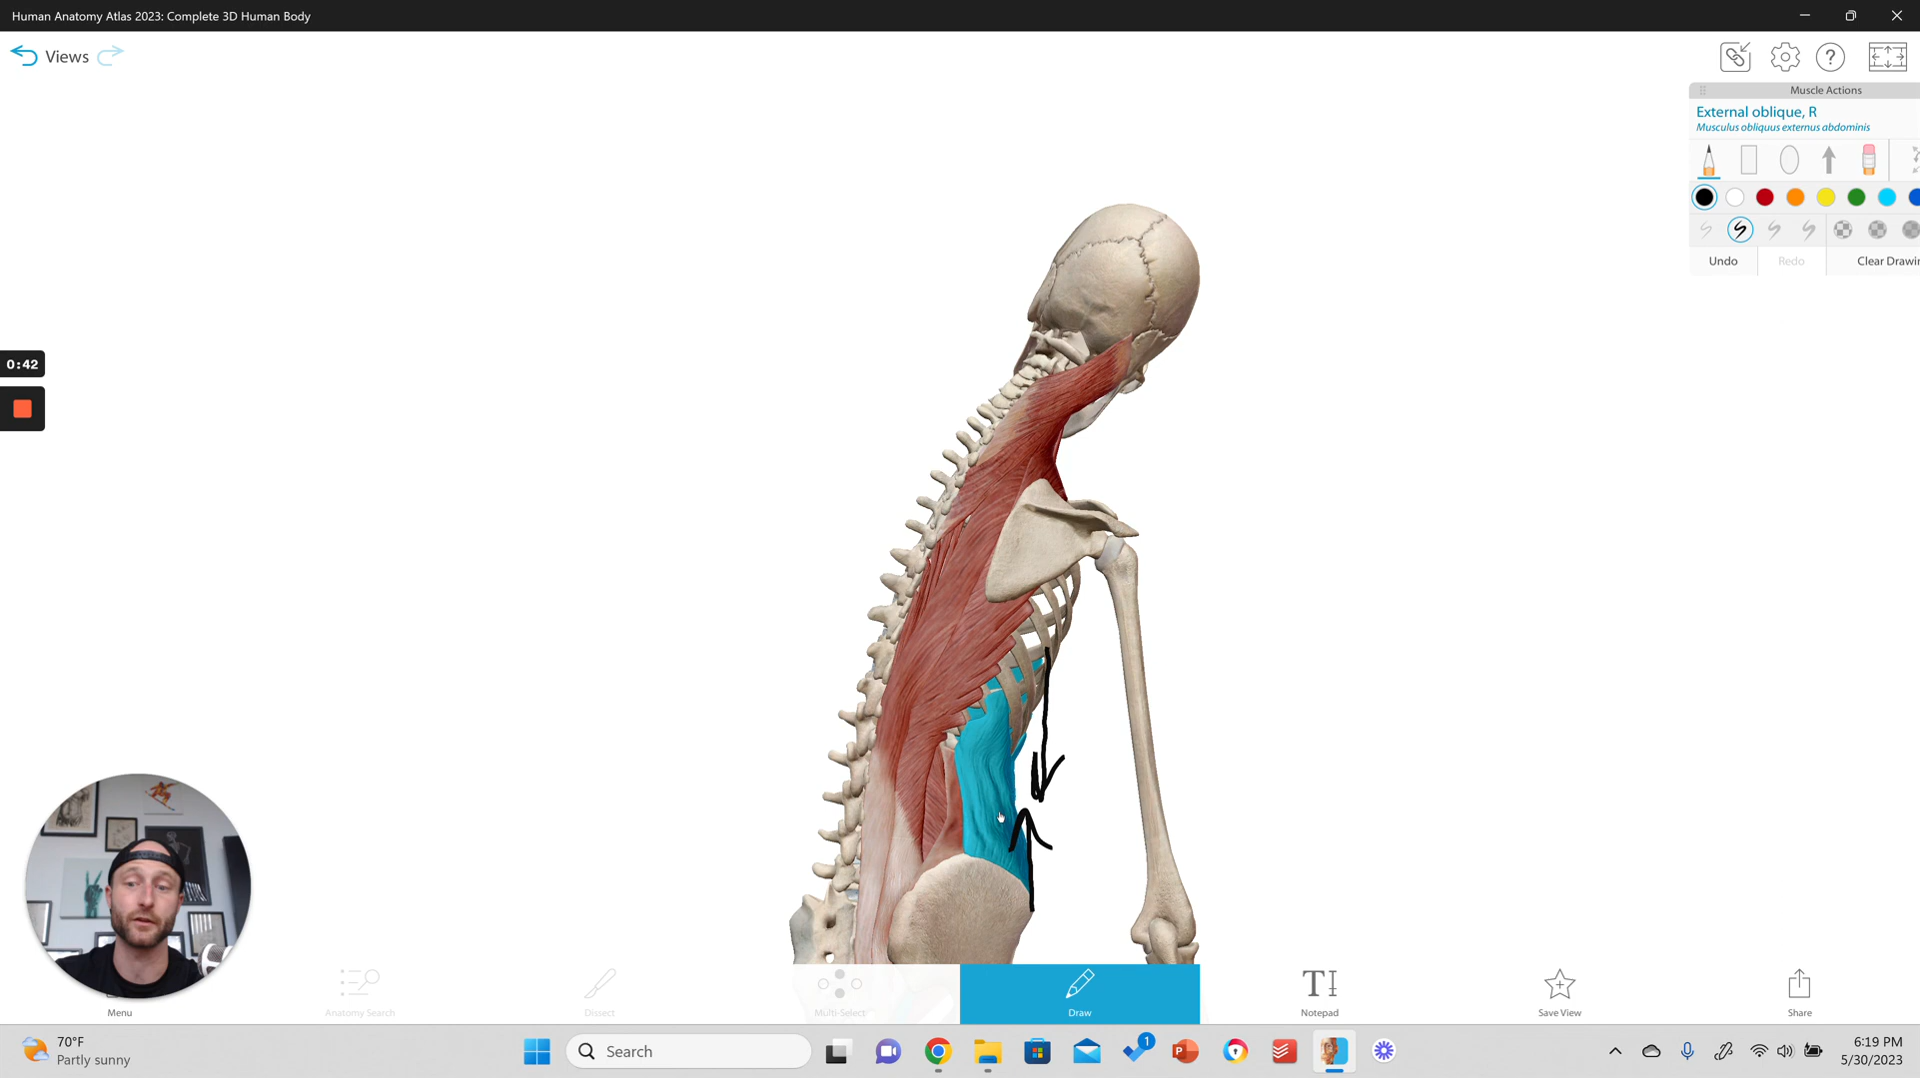 Human Anatomy Atlas 2023: Complete 3D Human Body
Views
Muscle Actions
External oblique, R
Musculus obliquus externus abdominis
Undo
Redo
Clear Drawin
0:42
Menu
Anatomy Search
Dissect
Multi-Select
Draw
Notepad
Save View
Share
70°F
Partly sunny
Search
1
6:19 PM
5/30/2023